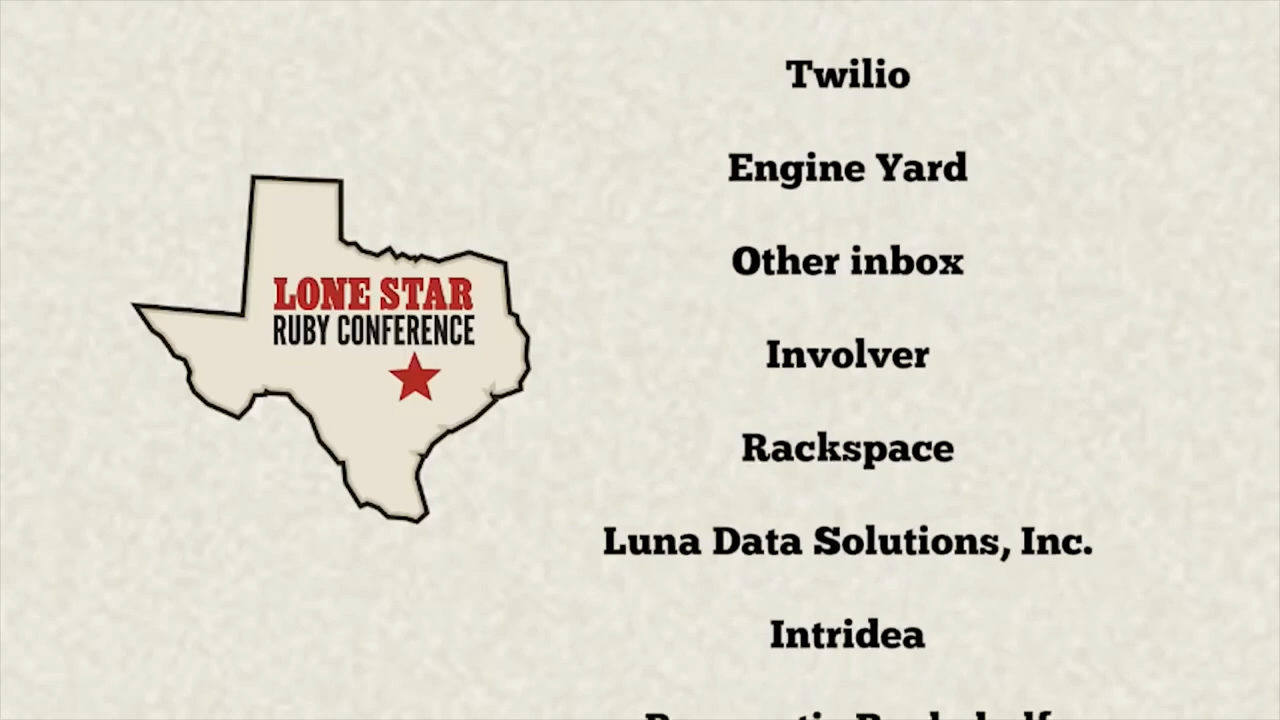 LONE STAR
RUBY CONFERENCE
Twilio
Engine Yard
Other inbox
Involver
Rackspace
Luna Data Solutions, Inc.
Intridea